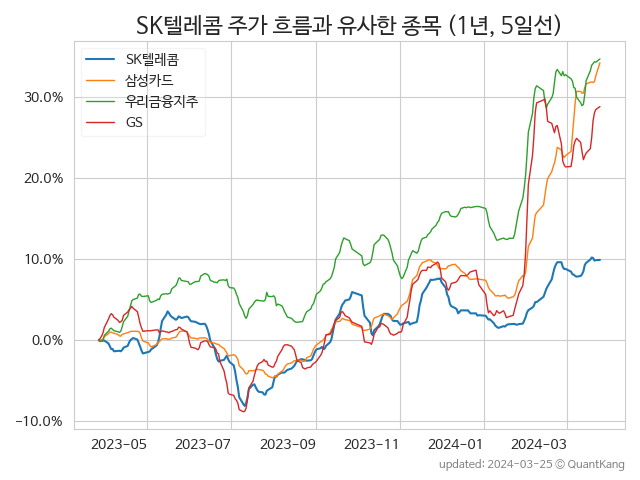 SK텔레콤 주가 흐름과 유사한 종목 (1년, 5일선)
SK텔레콤
삼성카드
우리금융지주
GS
30.0%
20.0%
10.0%
0.0%
−10.0%
2023-05
2023-07
2023-09
2023-11
2024-01
2024-03
updated: 2024-03-25 © QuantKang